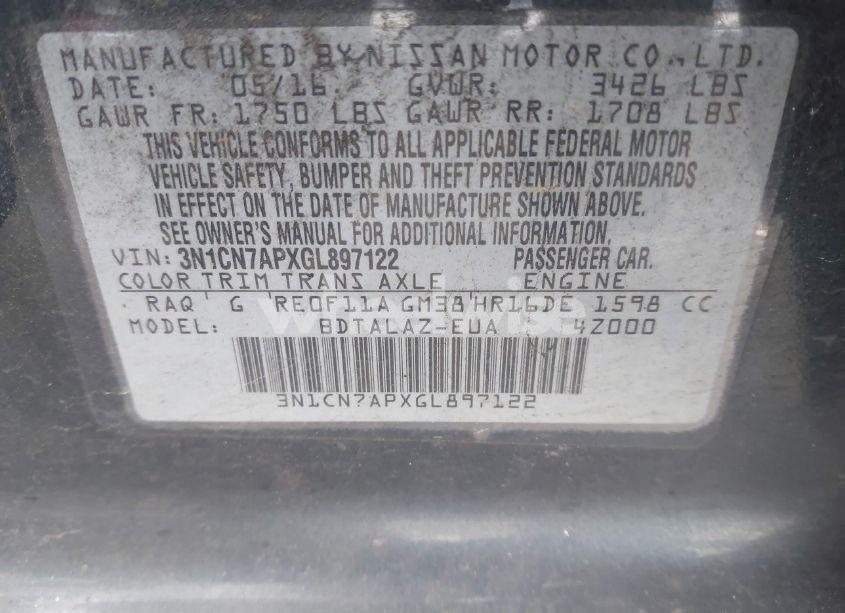 MANUFACTURED BY NISSAN MOTOR CO., LTD.
DATE: 05/16 GVWR: 3426 LBS
GAWR FR: 1750 LBS GAWR RR: 1708 LBS
THIS VEHICLE CONFORMS TO ALL APPLICABLE FEDERAL MOTOR
VEHICLE SAFETY, BUMPER AND THEFT PREVENTION STANDARDS
IN EFFECT ON THE DATE OF MANUFACTURE SHOWN ABOVE.
SEE OWNER'S MANUAL FOR ADDITIONAL INFORMATION.
VIN: 3N1CN7APXGL897122 PASSENGER CAR.
COLOR TRIM TRANS AXLE ENGINE
RAQ G RE0F11A GM38 HR16DE 1598 CC
MODEL: BDTALAZ-EUA 4Z000
3N1CN7APXGL897122